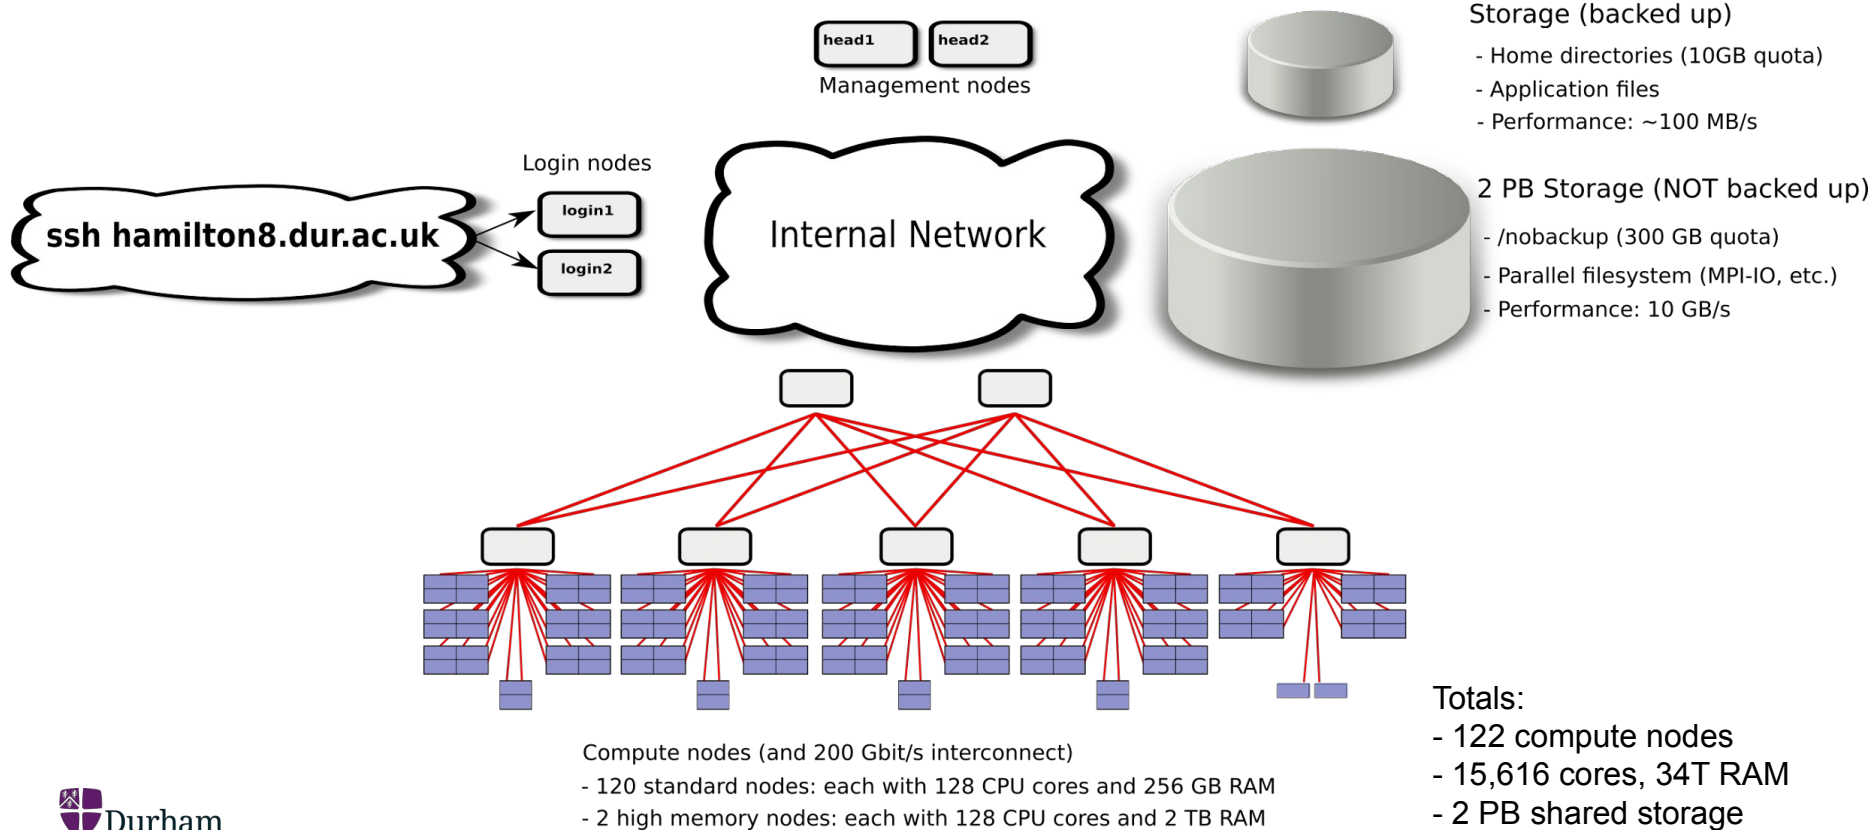 head1
head2
Management nodes
Storage (backed up)
- Home directories (10GB quota)
- Application files
- Performance: ~100 MB/s
Login nodes
ssh hamilton8.dur.ac.uk
login1
login2
Internal Network
2 PB Storage (NOT backed up)
- /nobackup (300 GB quota)
- Parallel filesystem (MPI-IO, etc.)
- Performance: 10 GB/s
Compute nodes (and 200 Gbit/s interconnect)
- 120 standard nodes: each with 128 CPU cores and 256 GB RAM
- 2 high memory nodes: each with 128 CPU cores and 2 TB RAM
Totals:
- 122 compute nodes
- 15,616 cores, 34T RAM
- 2 PB shared storage
Durham